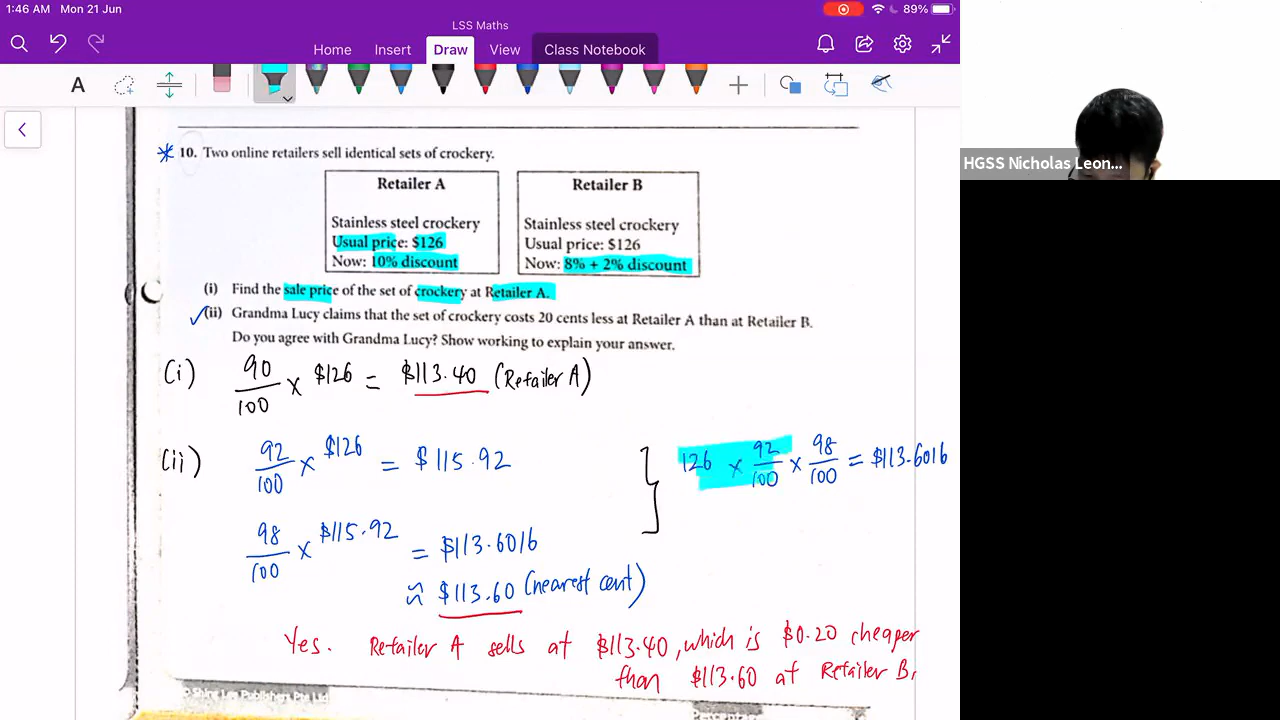 1:46 AM Mon 21 Jun
89%
LSS Maths
Home Insert Draw View Class Notebook
A
HGSS Nicholas Leon...
* 10. Two online retailers sell identical sets of crockery.
Retailer A
Stainless steel crockery
Usual price: $126
Now: 10% discount
Retailer B
Stainless steel crockery
Usual price: $126
Now: 8% + 2% discount
(i) Find the sale price of the set of crockery at Retailer A.
(ii) Grandma Lucy claims that the set of crockery costs 20 cents less at Retailer A than at Retailer B.
Do you agree with Grandma Lucy? Show working to explain your answer.
(i) 90/100 × $126 = $113.40 (Retailer A)
(ii) 92/100 × $126 = $115.92
98/100 × $115.92 = $113.6016
≈ $113.60 (nearest cent)
126 × 92/100 × 98/100 = $113.6016
Yes. Retailer A sells at $113.40, which is $0.20 cheaper
than $113.60 at Retailer B.
© Shing Lee Publishers Pte Ltd